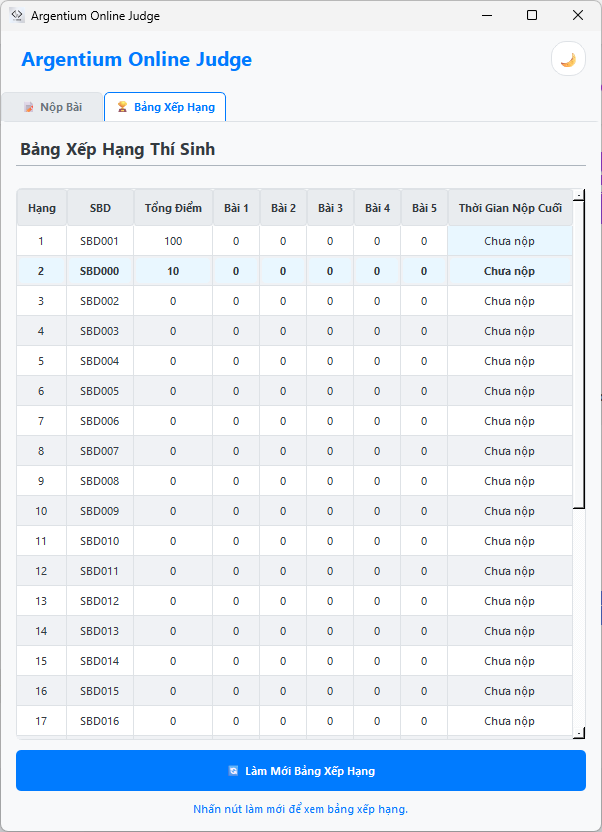 Argentium Online Judge
Argentium Online Judge
Nộp Bài
Bảng Xếp Hạng
Bảng Xếp Hạng Thí Sinh
Hạng SBD Tổng Điểm Bài 1 Bài 2 Bài 3 Bài 4 Bài 5 Thời Gian Nộp Cuối
1 SBD001 100 0 0 0 0 0 Chưa nộp
2 SBD000 10 0 0 0 0 0 Chưa nộp
3 SBD002 0 0 0 0 0 0 Chưa nộp
4 SBD003 0 0 0 0 0 0 Chưa nộp
5 SBD004 0 0 0 0 0 0 Chưa nộp
6 SBD005 0 0 0 0 0 0 Chưa nộp
7 SBD006 0 0 0 0 0 0 Chưa nộp
8 SBD007 0 0 0 0 0 0 Chưa nộp
9 SBD008 0 0 0 0 0 0 Chưa nộp
10 SBD009 0 0 0 0 0 0 Chưa nộp
11 SBD010 0 0 0 0 0 0 Chưa nộp
12 SBD011 0 0 0 0 0 0 Chưa nộp
13 SBD012 0 0 0 0 0 0 Chưa nộp
14 SBD013 0 0 0 0 0 0 Chưa nộp
15 SBD014 0 0 0 0 0 0 Chưa nộp
16 SBD015 0 0 0 0 0 0 Chưa nộp
17 SBD016 0 0 0 0 0 0 Chưa nộp
Làm Mới Bảng Xếp Hạng
Nhấn nút làm mới để xem bảng xếp hạng.